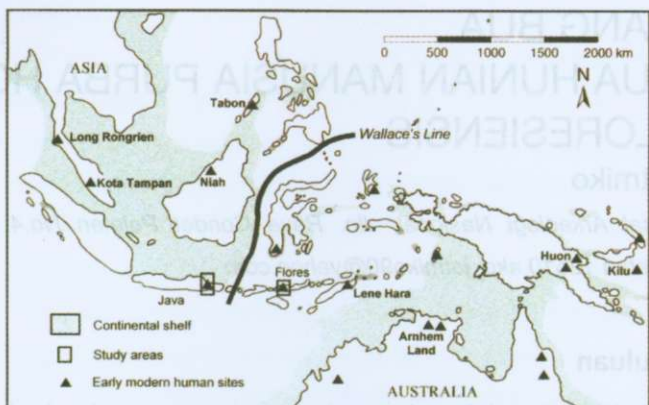 0 500 1000 1500 2000 km
ASIA
N
Tabon
Wallace's Line
Long Rongrien
Kota Tampan
Niah
Huon
Kilu
Flores
Java
Lene Hara
Continental shelf
Arnhem
Land
Study areas
Early modern human sites
AUSTRALIA